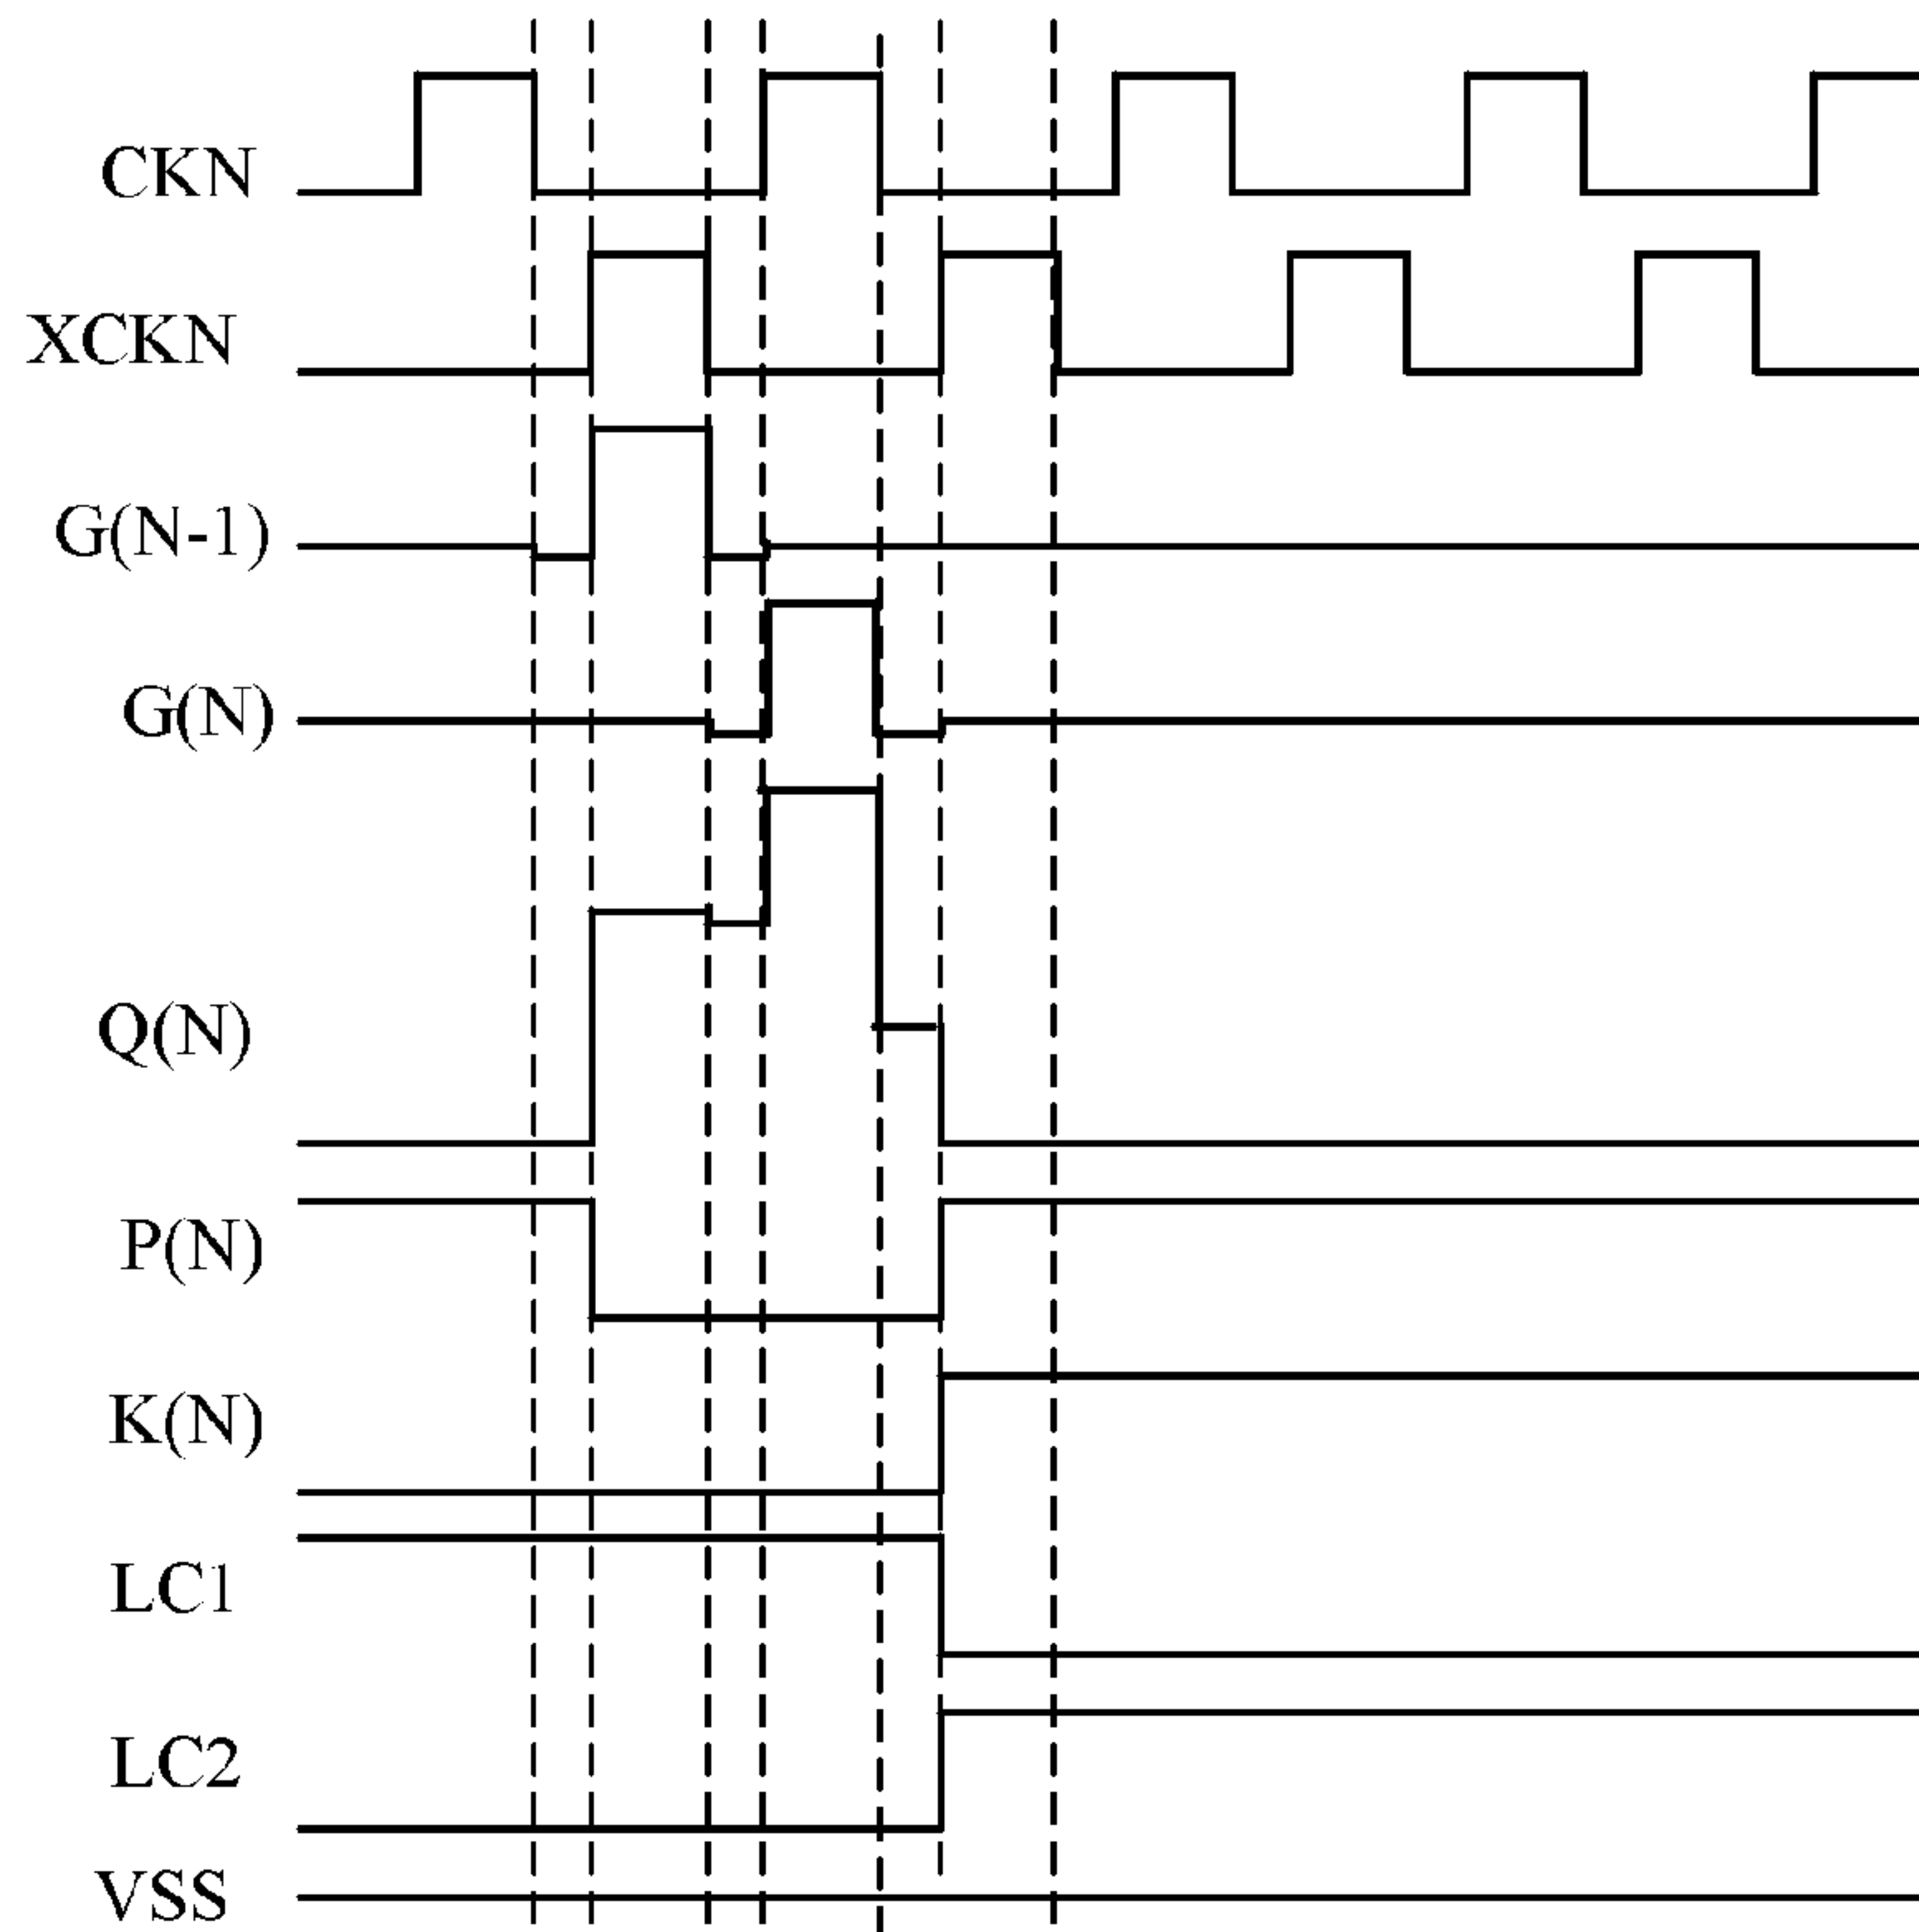 CKN
XCKN
G(N-1)
G(N)
Q(N)
P(N)
K(N)
LC1
LC2
VSS